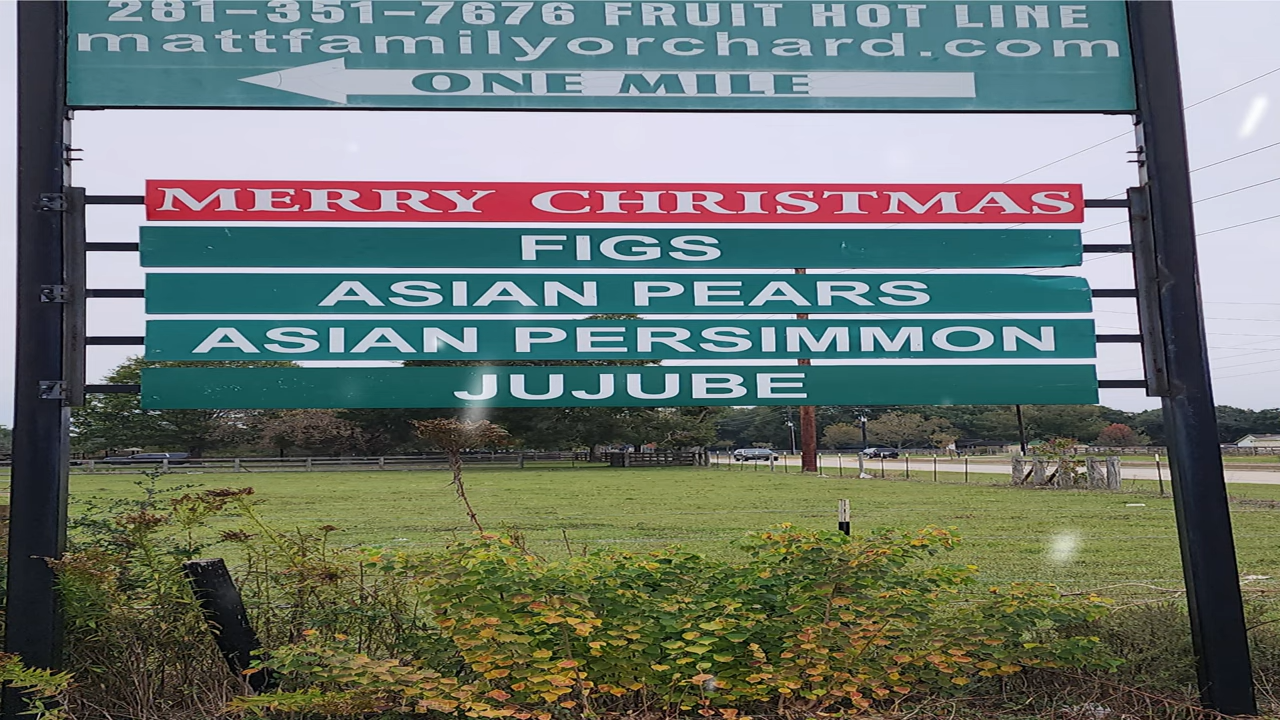 281-351-7676 FRUIT HOT LINE
mattfamilyorchard.com
ONE MILE
MERRY CHRISTMAS
FIGS
ASIAN PEARS
ASIAN PERSIMMON
JUJUBE